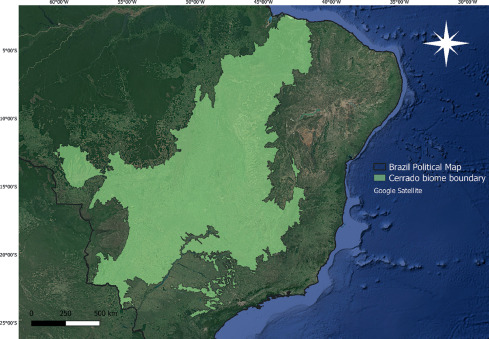 60°00'W 55°00'W 50°00'W 45°00'W 40°00'W 35°00'W 30°00'W
5°00'S
10°00'S
15°00'S
20°00'S
25°00'S
Brazil Political Map
Cerrado biome boundary
Google Satellite
0 250 500 km